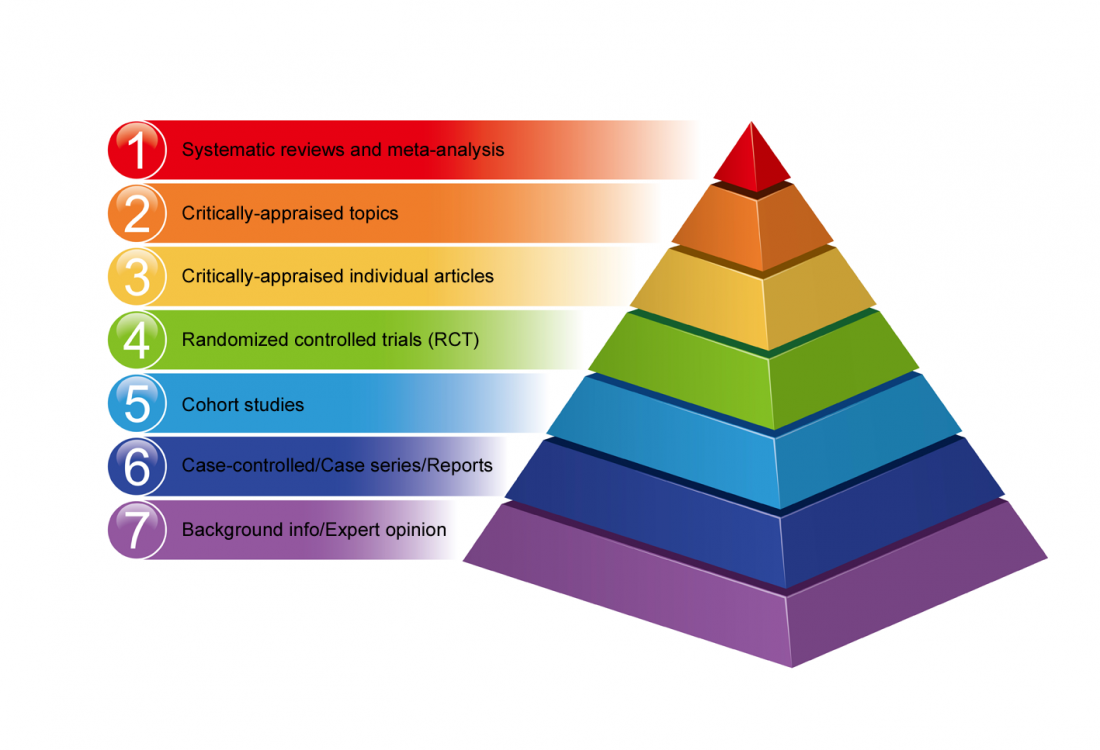 1 Systematic reviews and meta-analysis
2 Critically-appraised topics
3 Critically-appraised individual articles
4 Randomized controlled trials (RCT)
5 Cohort studies
6 Case-controlled/Case series/Reports
7 Background info/Expert opinion